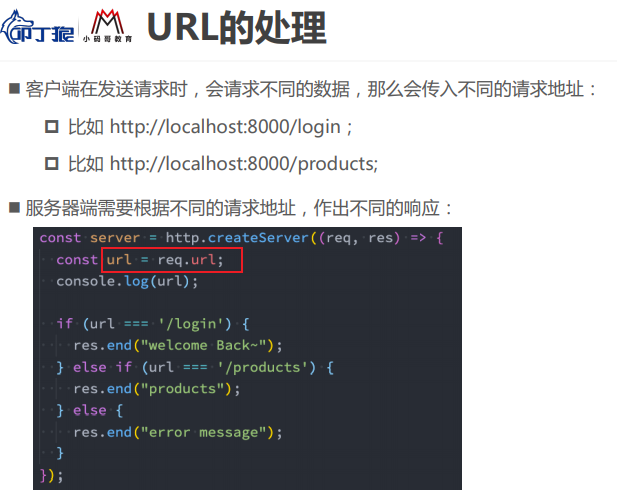 小码哥教育
URL的处理
客户端在发送请求时，会请求不同的数据，那么会传入不同的请求地址：
比如 http://localhost:8000/login；
比如 http://localhost:8000/products;
服务器端需要根据不同的请求地址，作出不同的响应：
const server = http.createServer((req, res) => {
  const url = req.url;
  console.log(url);

  if (url === '/login') {
    res.end("welcome Back~");
  } else if (url === '/products') {
    res.end("products");
  } else {
    res.end("error message");
  }
});